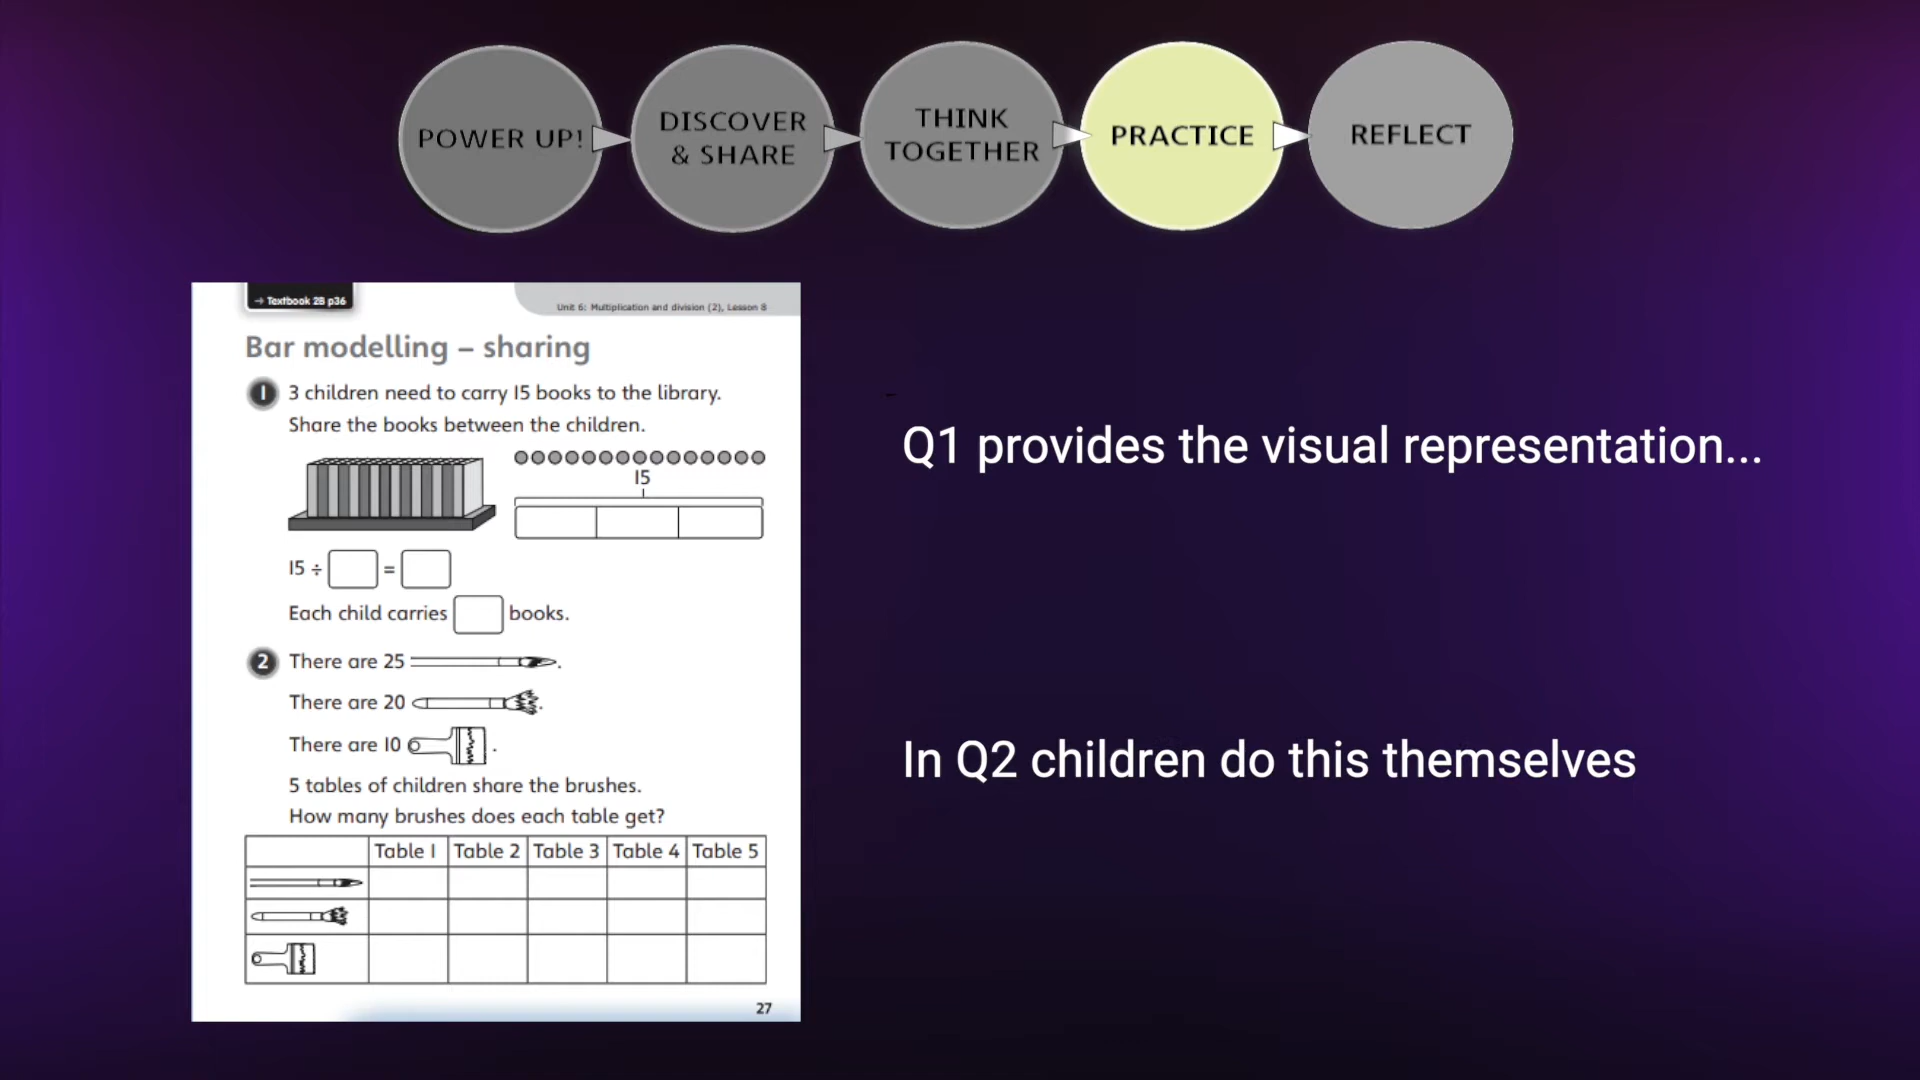 POWER UP!
DISCOVER
& SHARE
THINK
TOGETHER
PRACTICE
REFLECT
→ Textbook 2B p36
Unit 6: Multiplication and division (2), Lesson 8
Bar modelling – sharing
1 3 children need to carry 15 books to the library.
Share the books between the children.
15
15 ÷ =
Each child carries books.
2 There are 25 .
There are 20 .
There are 10 .
5 tables of children share the brushes.
How many brushes does each table get?
Table 1 Table 2 Table 3 Table 4 Table 5
27
Q1 provides the visual representation...
In Q2 children do this themselves